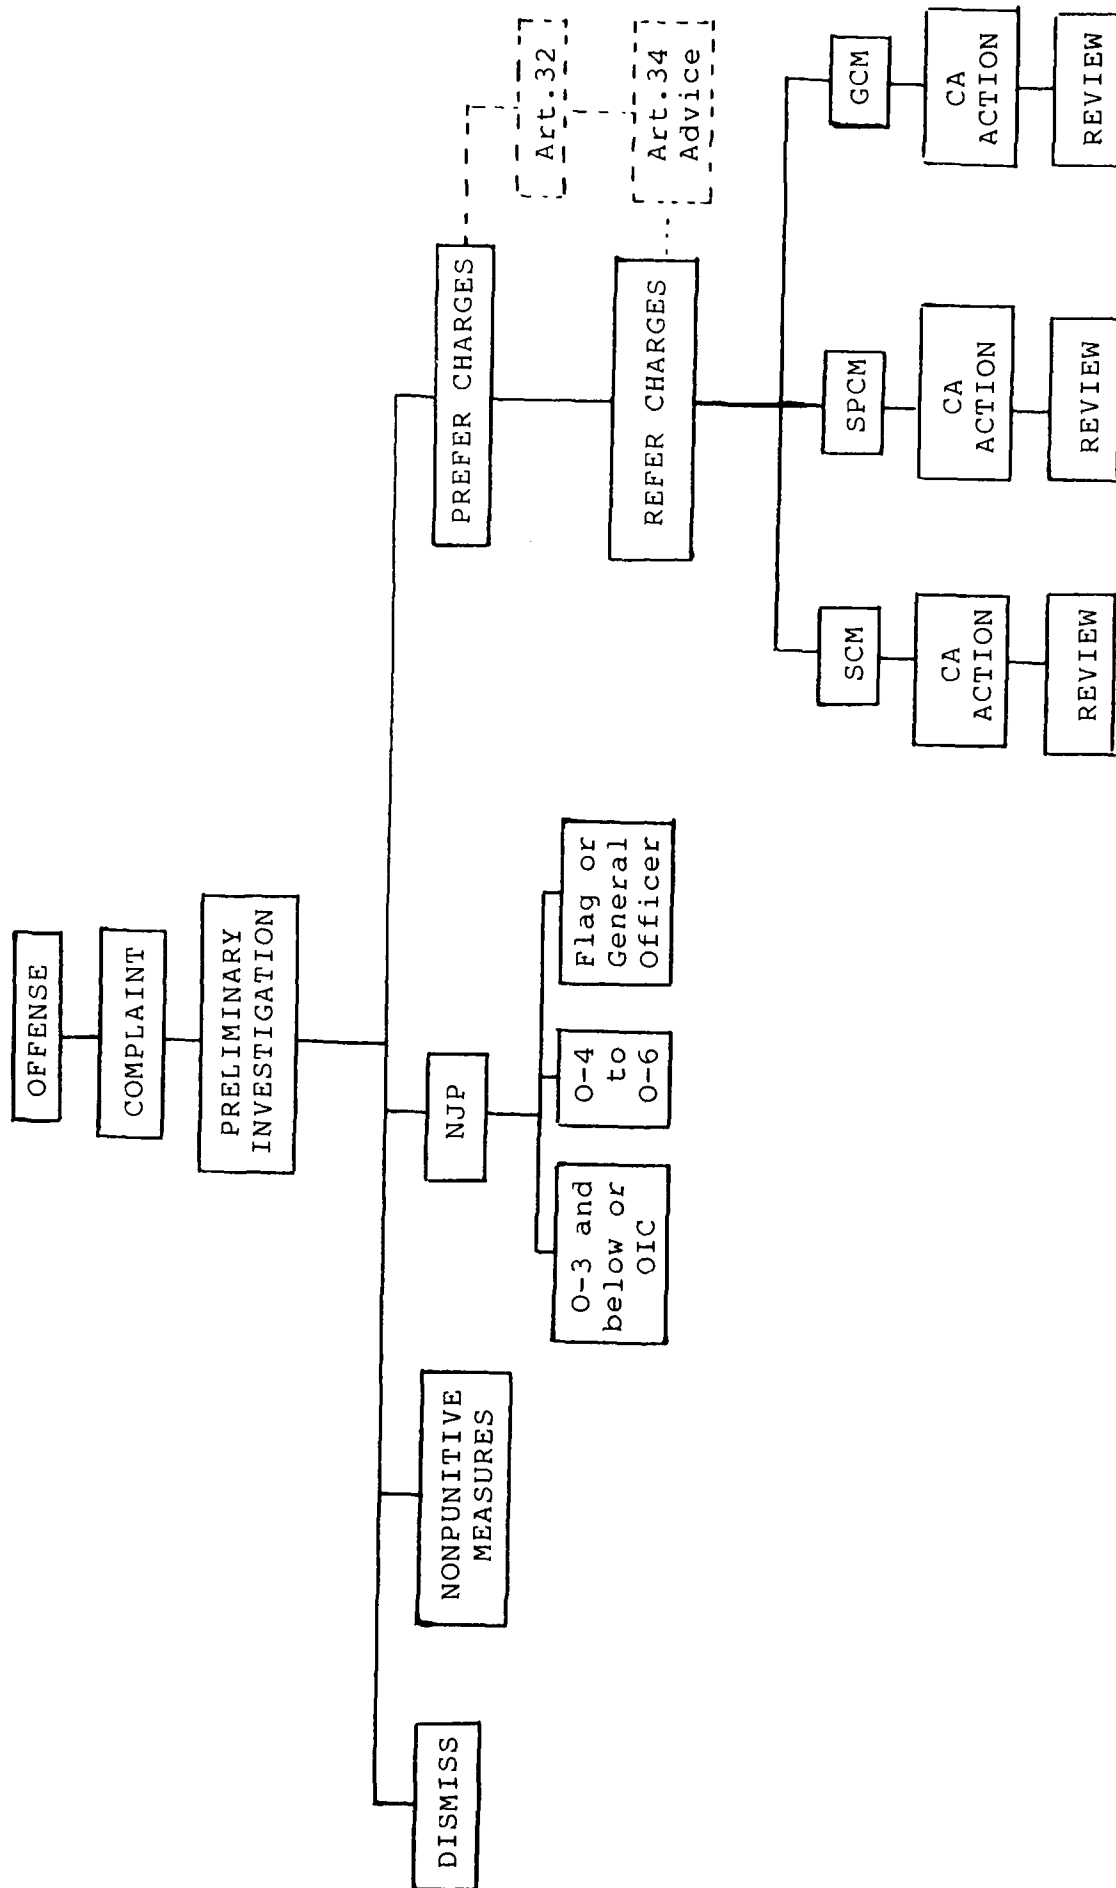 OFFENSE
COMPLAINT
PRELIMINARY
INVESTIGATION
DISMISS
NONPUNITIVE
MEASURES
NJP
PREFER CHARGES
Art.32
O-3 and
below or
OIC
O-4
to
O-6
Flag or
General
Officer
REFER CHARGES
Art.34
Advice
SCM
SPCM
GCM
CA
ACTION
CA
ACTION
CA
ACTION
REVIEW
REVIEW
REVIEW